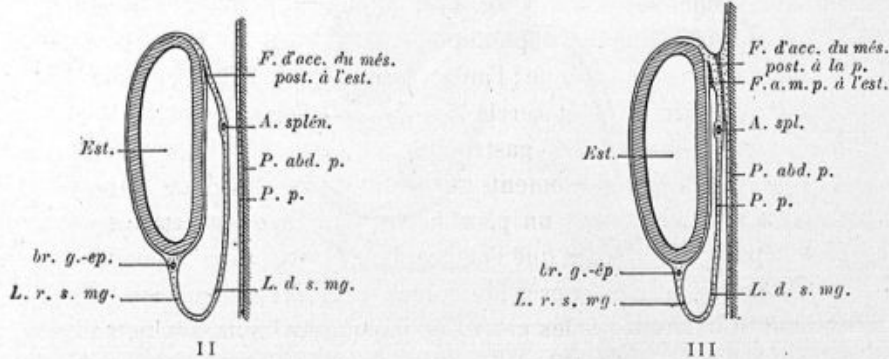 F. d'acc. du més.
post. à l'est.
A. splén.
Est.
P. abd. p.
P. p.
br. g.-ep.
L. r. s. mg.
L. d. s. mg.
II
F. d'acc. du més.
post. à la p.
F. a. m. p. à l'est.
A. spl.
Est.
P. abd. p.
P. p.
br. g.-ép.
L. r. s. mg.
L. d. s. mg.
III